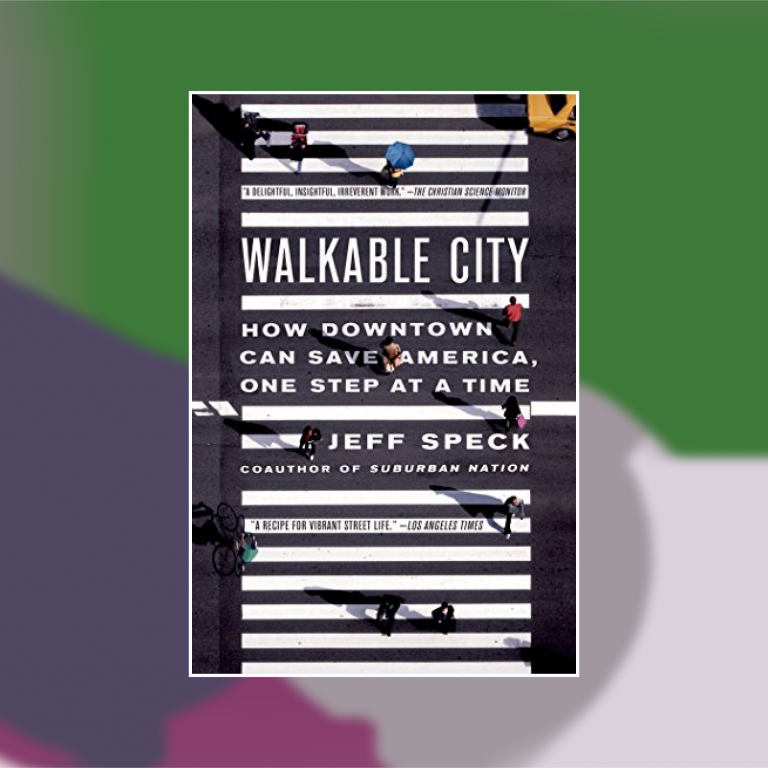 "A DELIGHTFUL, INSIGHTFUL, IRREVERENT WORK." —THE CHRISTIAN SCIENCE MONITOR
WALKABLE CITY
HOW DOWNTOWN
CAN SAVE AMERICA,
ONE STEP AT A TIME
JEFF SPECK
COAUTHOR OF SUBURBAN NATION
"A RECIPE FOR VIBRANT STREET LIFE." —LOS ANGELES TIMES